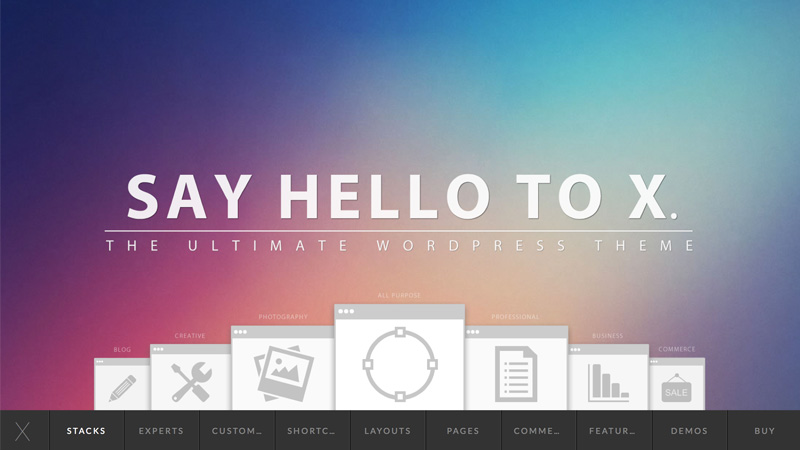 SAY HELLO TO X.
THE ULTIMATE WORDPRESS THEME
ALL PURPOSE
PHOTOGRAPHY
PROFESSIONAL
CREATIVE
BUSINESS
BLOG
COMMERCE
SALE
X STACKS EXPERTS CUSTOM... SHORTC... LAYOUTS PAGES COMME... FEATUR... DEMOS BUY